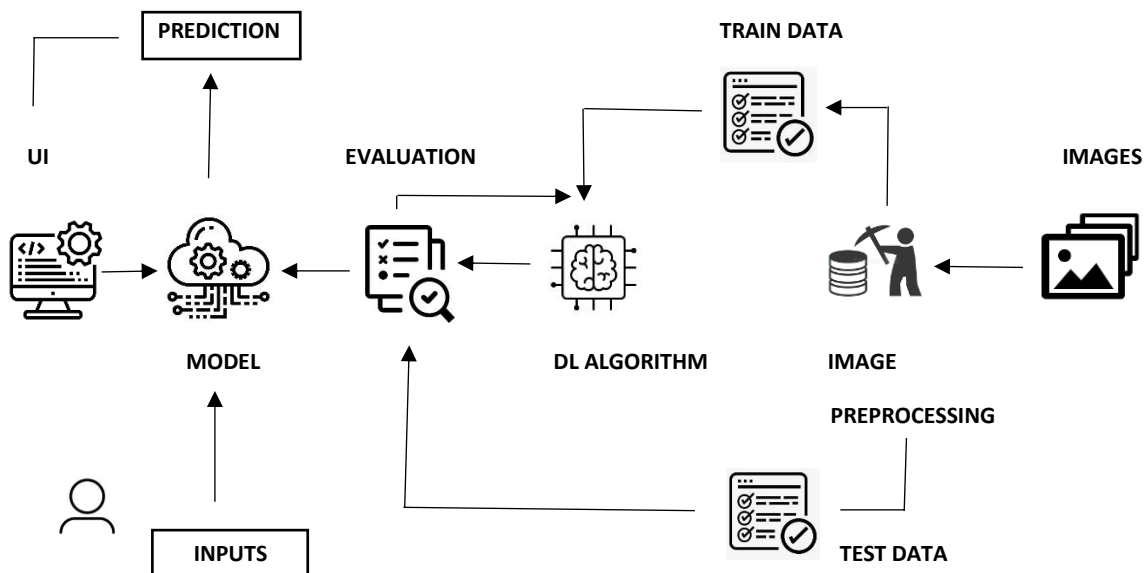 PREDICTION
TRAIN DATA
UI
EVALUATION
IMAGES
</>
MODEL
DL ALGORITHM
IMAGE
PREPROCESSING
INPUTS
TEST DATA